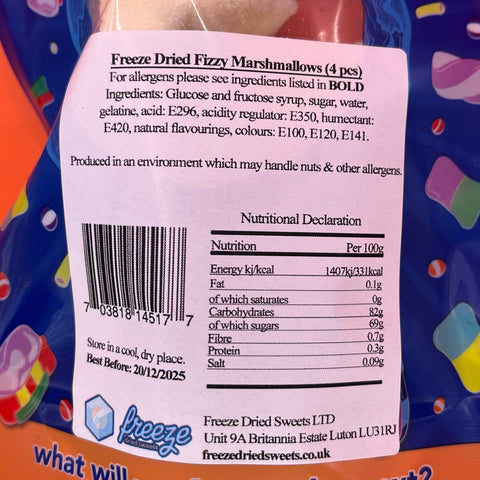 Freeze Dried Fizzy Marshmallows (4 pcs)
For allergens please see ingredients listed in BOLD
Ingredients: Glucose and fructose syrup, sugar, water,
gelatine, acid: E296, acidity regulator: E350, humectant:
E420, natural flavourings, colours: E100, E120, E141.
Produced in an environment which may handle nuts & other allergens.
Nutritional Declaration
Nutrition Per 100g
Energy kj/kcal 1407kj/331kcal
Fat 0.1g
of which saturates 0g
Carbohydrates 82g
of which sugars 69g
Fibre 0.7g
Protein 0.3g
Salt 0.09g
7 03818 14517 7
Store in a cool, dry place.
Best Before: 20/12/2025
freeze
dried sweets
Freeze Dried Sweets LTD
Unit 9A Britannia Estate Luton LU31RJ
freezedriedsweets.co.uk
what will